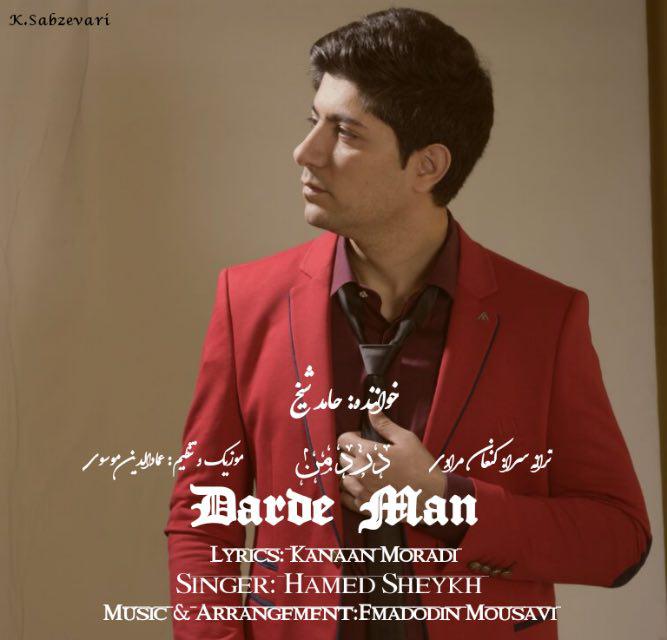 K.Sabzevari
خواننده: حامد شیخ
ترانه سرا: کنعان مرادی
درد من
موزیک و تنظیم: عمادالدین موسوی
Darde Man
Lyrics: Kanaan Moradi
Singer: Hamed Sheykh
Music & Arrangement:Emadodin Mousavi